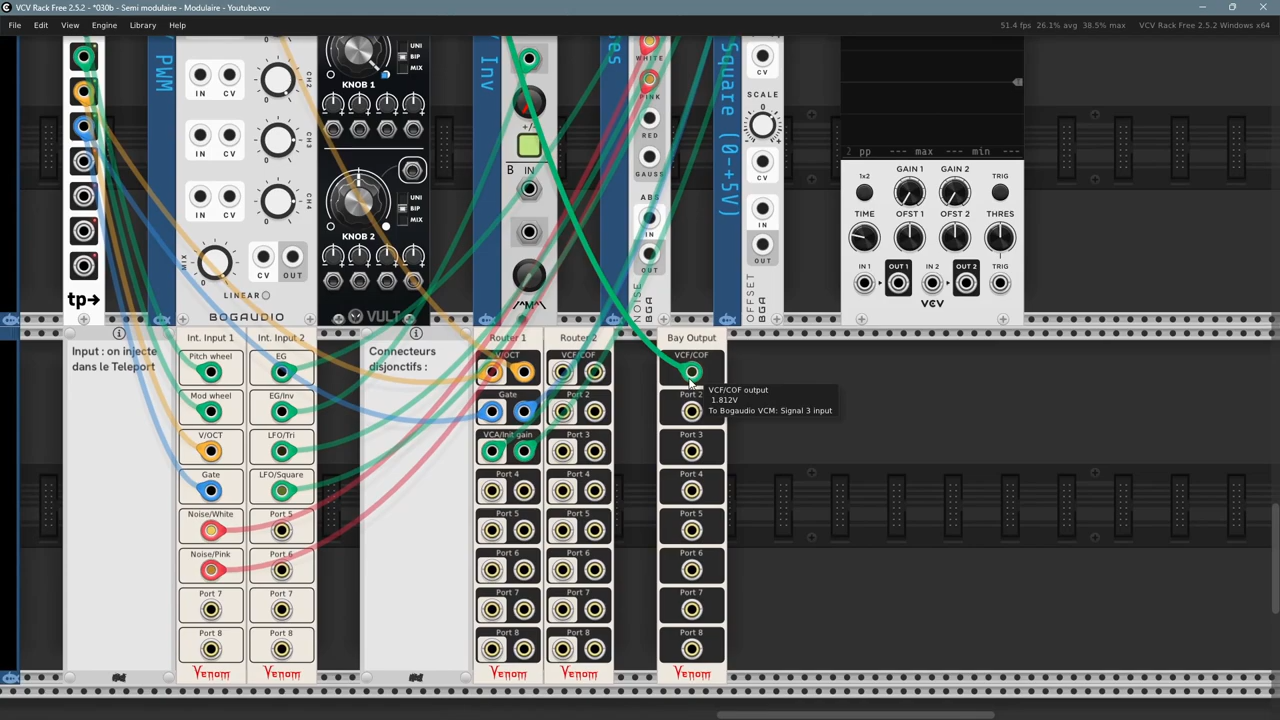 VCV Rack Free 2.5.2 - *030b - Semi modulaire - Modulaire - Youtube.vcv
File Edit View Engine Library Help
51.4 fps 26.1% avg 38.5% max VCV Rack Free 2.5.2 Windows x64
PWM
IN CV
0
CH2
IN CV
0
CH3
IN CV
0
CH4
MIX
0
CV OUT
LINEAR
BOGAUDIO
UNI
BIP
MIX
KNOB 1
UNI
BIP
MIX
KNOB 2
VULT
tp
/ Inv
+/-
B IN
WHITE
PINK
RED
GAUSS
ABS
IN
OUT
NOISE
BGA
Square (0-+5V)
CV
SCALE
0
CV
IN
OUT
OFFSET
BGA
2 pp --- max --- min ---
1x2 GAIN 1 GAIN 2 TRIG
TIME OFST 1 OFST 2 THRES
IN 1 OUT 1 IN 2 OUT 2 TRIG
VCV
Input : on injecte
dans le Teleport
Int. Input 1
Pitch wheel
Mod wheel
V/OCT
Gate
Noise/White
Noise/Pink
Port 7
Port 8
Venom
Int. Input 2
EG
EG/Inv
LFO/Tri
LFO/Square
Port 5
Port 6
Port 7
Port 8
Venom
Connecteurs
disjonctifs :
Router 1
V/OCT
Gate
VCA/Init gain
Port 4
Port 5
Port 6
Port 7
Port 8
Venom
Router 2
VCF/COF
Port 2
Port 3
Port 4
Port 5
Port 6
Port 7
Port 8
Bay Output
VCF/COF
Port 2
Port 3
Port 4
Port 5
Port 6
Port 7
Port 8
Venom
VCF/COF output
1.812V
To Bogaudio VCM: Signal 3 input